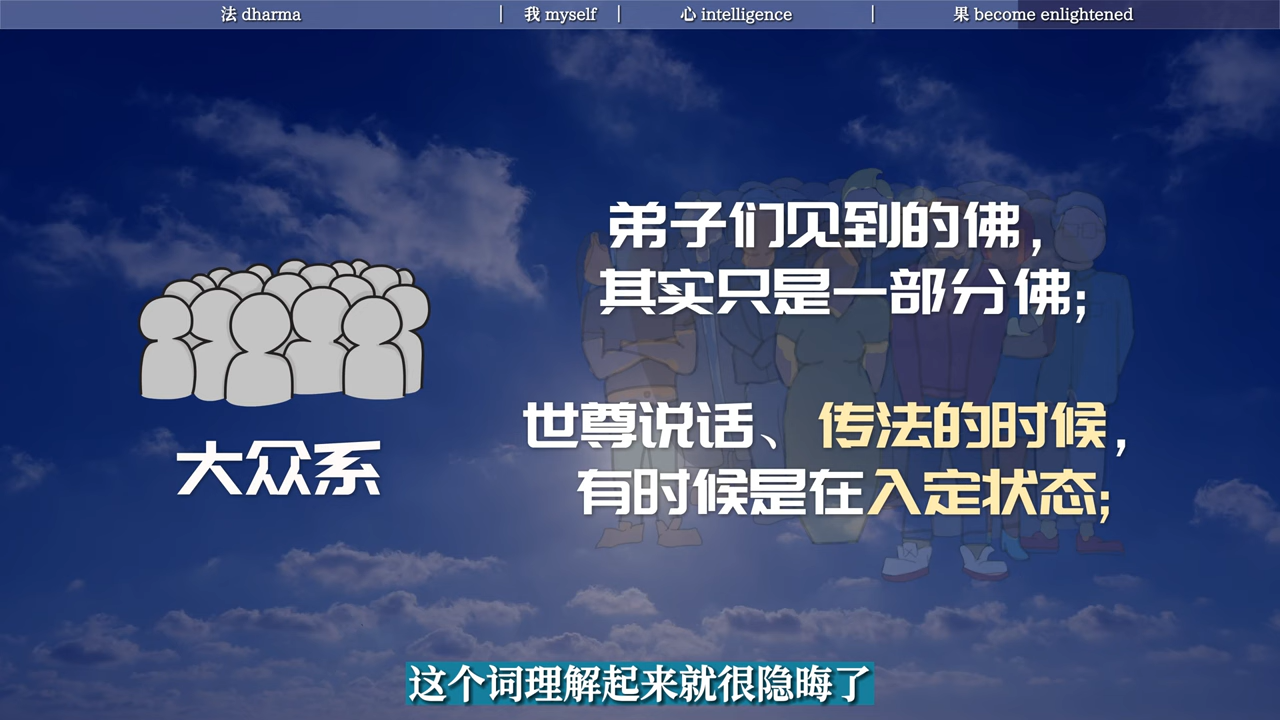 法 dharma | 我 myself | 心 intelligence | 果 become enlightened
弟子们见到的佛,
其实只是一部分佛;
世尊说话、传法的时候,
有时候是在入定状态;
大众系
这个词理解起来就很隐晦了